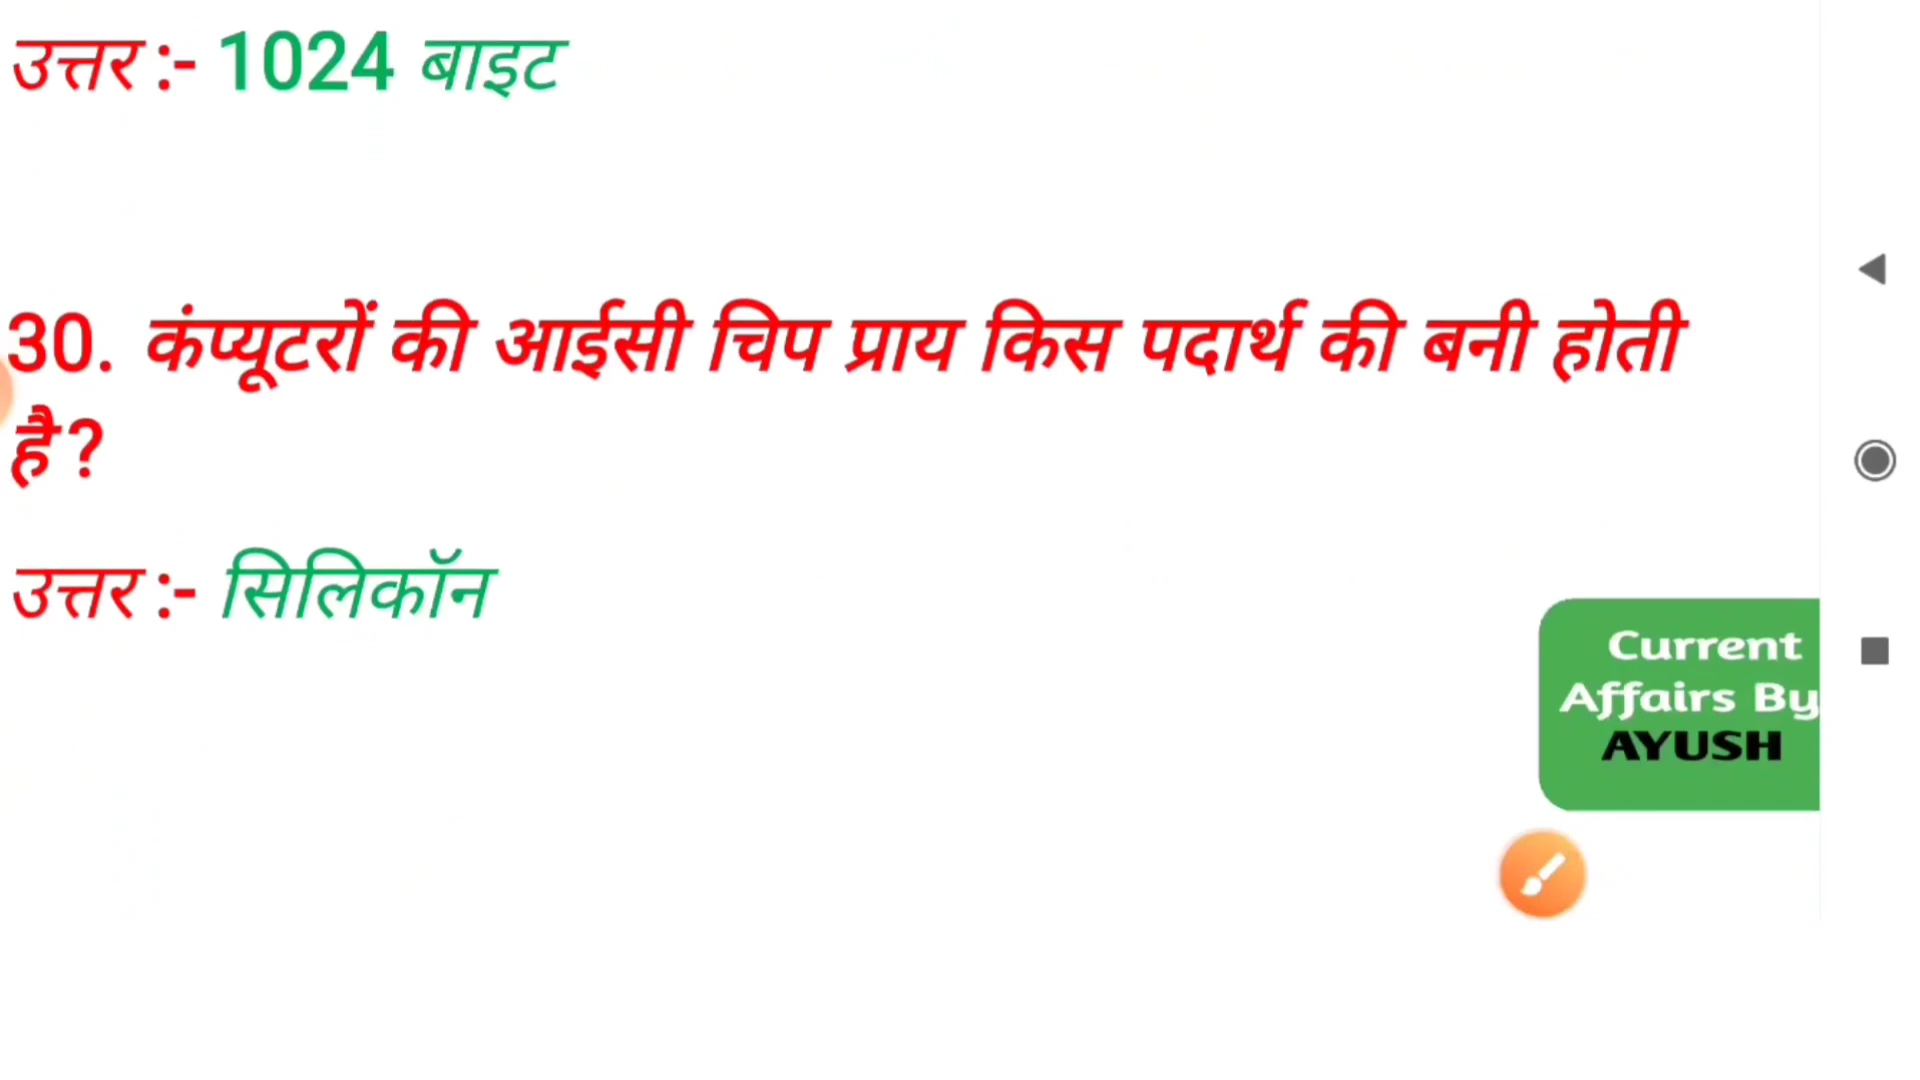 उत्तर :- 1024 बाइट
30. कंप्यूटरों की आईसी चिप प्राय किस पदार्थ की बनी होती
है ?
उत्तर :- सिलिकॉन
Current
Affairs By
AYUSH